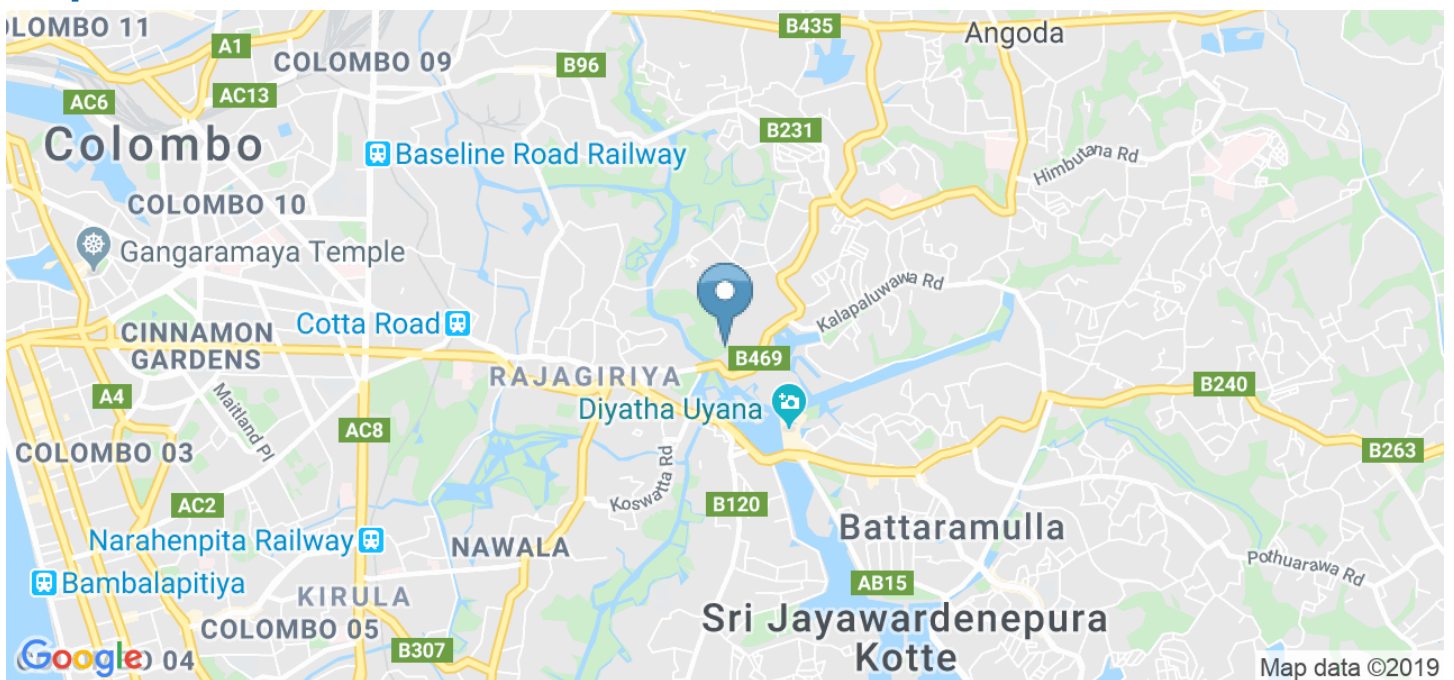 LOMBO 11
A1
COLOMBO 09
B435
Angoda
B96
AC6
AC13
Colombo
B231
Baseline Road Railway
Himbutana Rd
COLOMBO 10
Gangaramaya Temple
Kalapaluwawa Rd
Cotta Road
CINNAMON
GARDENS
B469
RAJAGIRIYA
B240
A4
Maitland Pl
Diyatha Uyana
AC8
COLOMBO 03
B263
Koswatta Rd
AC2
B120
Battaramulla
Narahenpita Railway
NAWALA
Pothuarawa Rd
Bambalapitiya
AB15
KIRULA
Sri Jayawardenepura
Kotte
COLOMBO 05
B307
Google
04
Map data ©2019